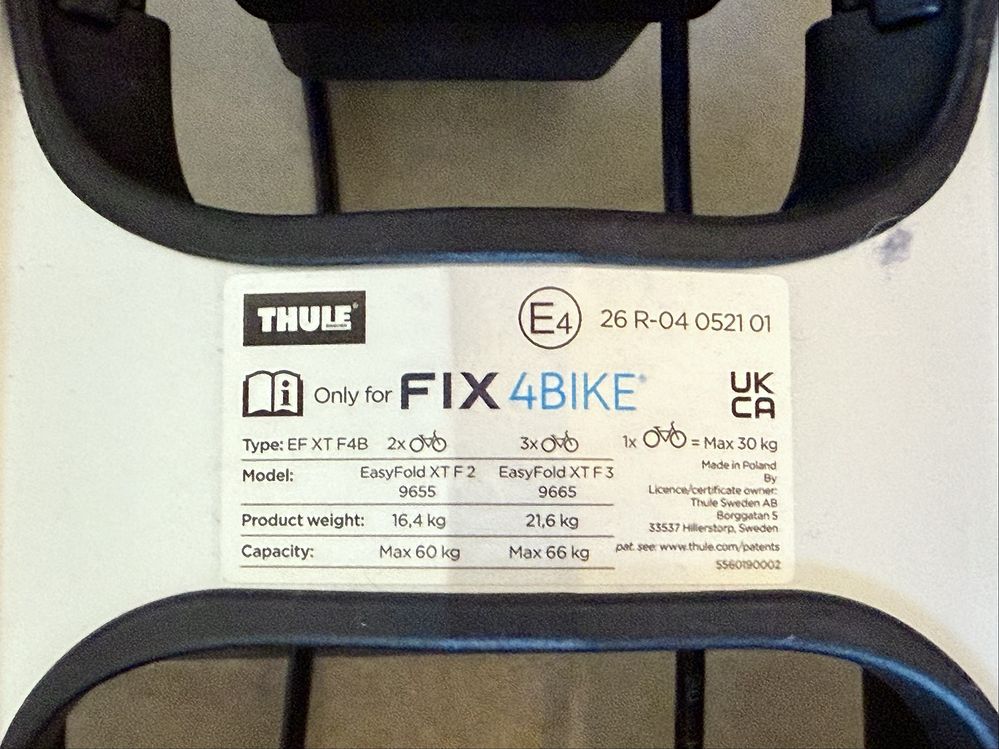 THULE
E4 26 R-04 0521 01
Only for FIX 4BIKE®
UK
CA
Type: EF XT F4B 2x 3x 1x = Max 30 kg
Model: EasyFold XT F 2 EasyFold XT F 3
9655 9665
Product weight: 16,4 kg 21,6 kg
Capacity: Max 60 kg Max 66 kg
Made in Poland
By
Licence/certificate owner:
Thule Sweden AB
Borggatan 5
33537 Hillerstorp, Sweden
pat. see: www.thule.com/patents
5560190002